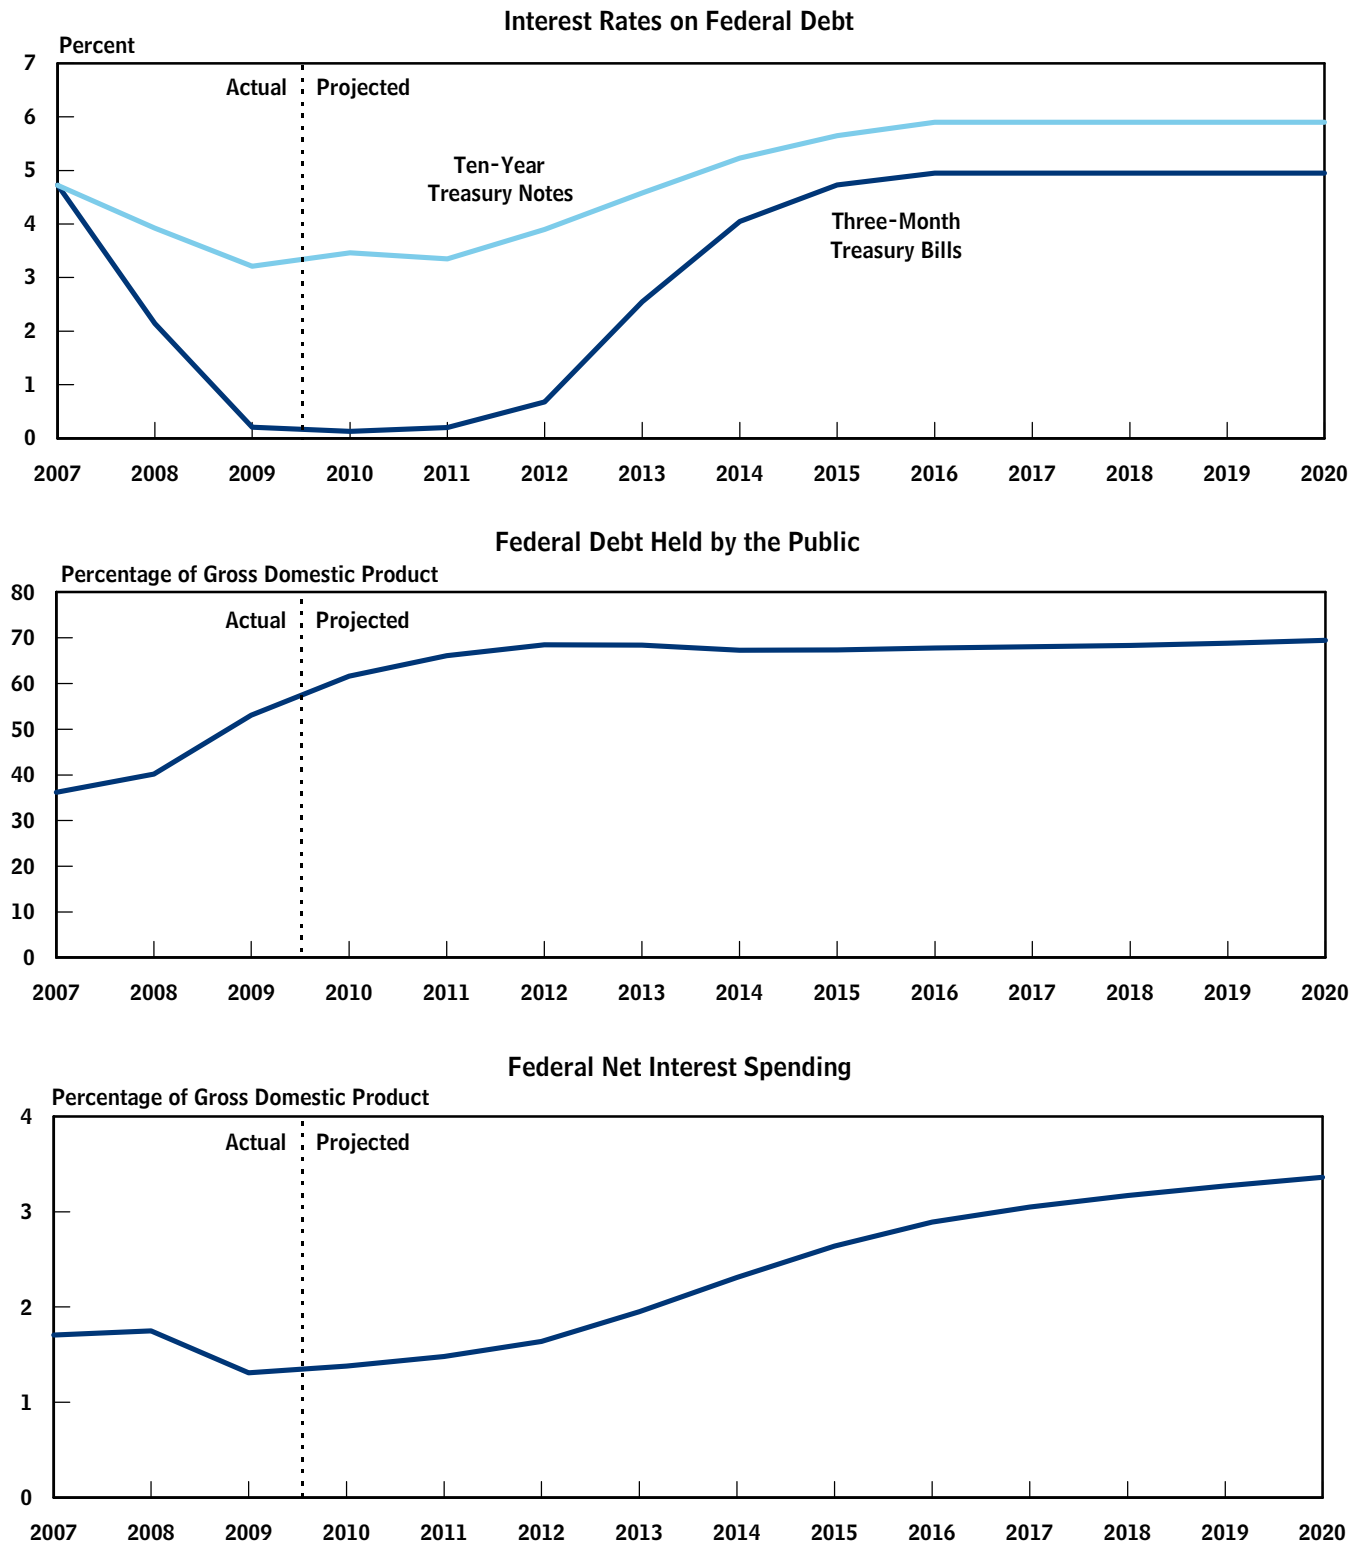 Interest Rates on Federal Debt
Percent
7
Actual Projected
6
Ten-Year
Treasury Notes
5
4
Three-Month
Treasury Bills
3
2
1
0
2007 2008 2009 2010 2011 2012 2013 2014 2015 2016 2017 2018 2019 2020
Federal Debt Held by the Public
Percentage of Gross Domestic Product
80
Actual Projected
70
60
50
40
30
20
10
0
2007 2008 2009 2010 2011 2012 2013 2014 2015 2016 2017 2018 2019 2020
Federal Net Interest Spending
Percentage of Gross Domestic Product
4
Actual Projected
3
2
1
0
2007 2008 2009 2010 2011 2012 2013 2014 2015 2016 2017 2018 2019 2020